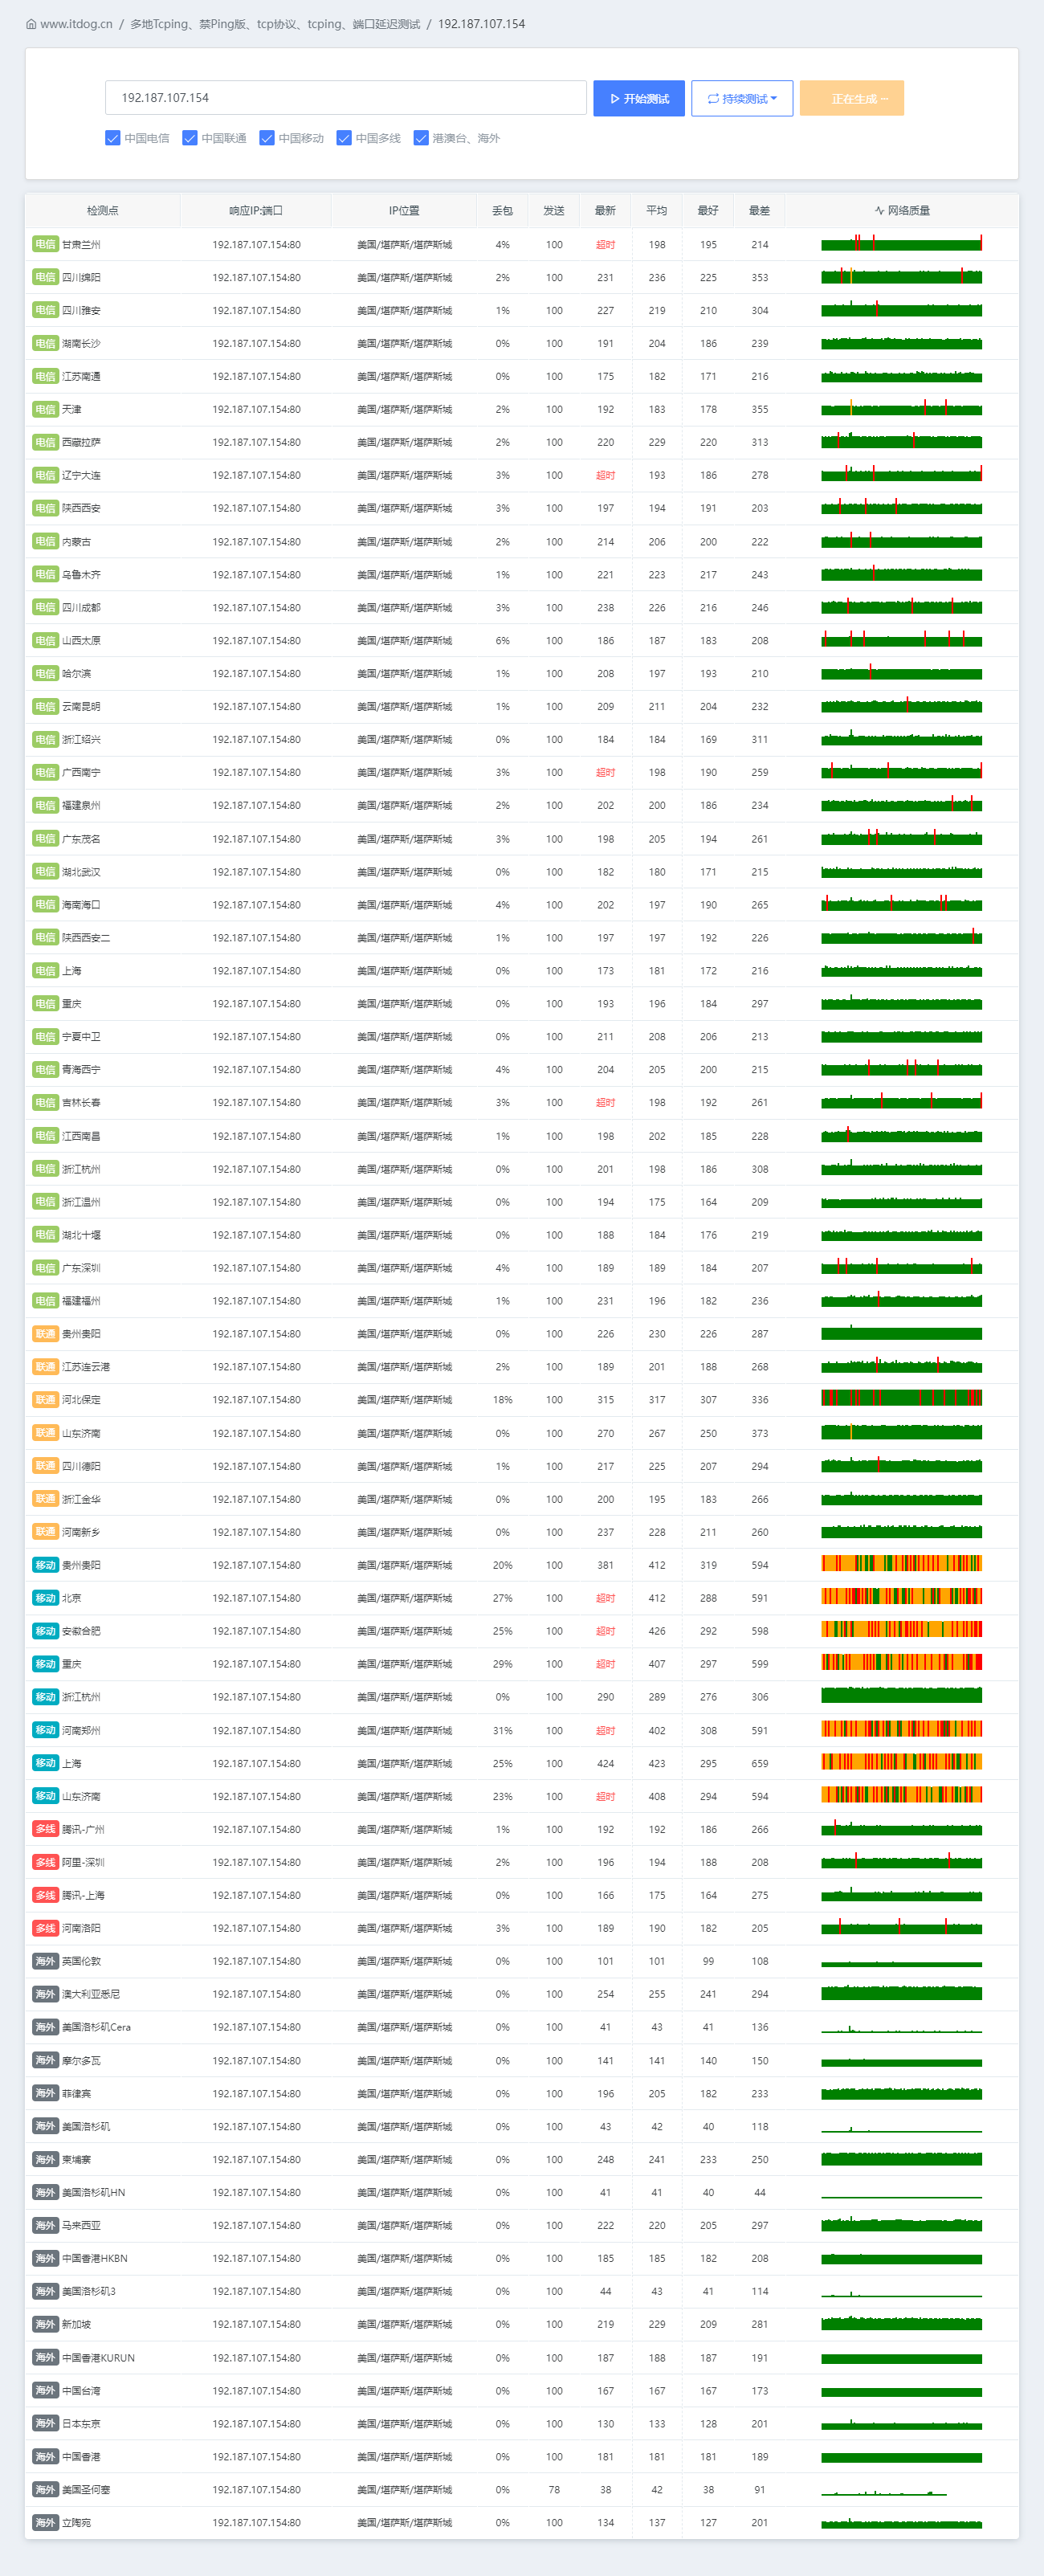 www.itdog.cn / 多地Tcping、禁Ping版、tcp协议、tcping、端口延迟测试 / 192.187.107.154
192.187.107.154 开始测试 持续测试 正在生成 ···
中国电信 中国联通 中国移动 中国多线 港澳台、海外
检测点 响应IP:端口 IP位置 丢包 发送 最新 平均 最好 最差 网络质量
电信 甘肃兰州 192.187.107.154:80 美国/堪萨斯/堪萨斯城 4% 100 超时 198 195 214
电信 四川绵阳 192.187.107.154:80 美国/堪萨斯/堪萨斯城 2% 100 231 236 225 353
电信 四川雅安 192.187.107.154:80 美国/堪萨斯/堪萨斯城 1% 100 227 219 210 304
电信 湖南长沙 192.187.107.154:80 美国/堪萨斯/堪萨斯城 0% 100 191 204 186 239
电信 江苏南通 192.187.107.154:80 美国/堪萨斯/堪萨斯城 0% 100 175 182 171 216
电信 天津 192.187.107.154:80 美国/堪萨斯/堪萨斯城 2% 100 192 183 178 355
电信 西藏拉萨 192.187.107.154:80 美国/堪萨斯/堪萨斯城 2% 100 220 229 220 313
电信 辽宁大连 192.187.107.154:80 美国/堪萨斯/堪萨斯城 3% 100 超时 193 186 278
电信 陕西西安 192.187.107.154:80 美国/堪萨斯/堪萨斯城 3% 100 197 194 191 203
电信 内蒙古 192.187.107.154:80 美国/堪萨斯/堪萨斯城 2% 100 214 206 200 222
电信 乌鲁木齐 192.187.107.154:80 美国/堪萨斯/堪萨斯城 1% 100 221 223 217 243
电信 四川成都 192.187.107.154:80 美国/堪萨斯/堪萨斯城 3% 100 238 226 216 246
电信 山西太原 192.187.107.154:80 美国/堪萨斯/堪萨斯城 6% 100 186 187 183 208
电信 哈尔滨 192.187.107.154:80 美国/堪萨斯/堪萨斯城 1% 100 208 197 193 210
电信 云南昆明 192.187.107.154:80 美国/堪萨斯/堪萨斯城 1% 100 209 211 204 232
电信 浙江绍兴 192.187.107.154:80 美国/堪萨斯/堪萨斯城 0% 100 184 184 169 311
电信 广西南宁 192.187.107.154:80 美国/堪萨斯/堪萨斯城 3% 100 超时 198 190 259
电信 福建泉州 192.187.107.154:80 美国/堪萨斯/堪萨斯城 2% 100 202 200 186 234
电信 广东茂名 192.187.107.154:80 美国/堪萨斯/堪萨斯城 3% 100 198 205 194 261
电信 湖北武汉 192.187.107.154:80 美国/堪萨斯/堪萨斯城 0% 100 182 180 171 215
电信 海南海口 192.187.107.154:80 美国/堪萨斯/堪萨斯城 4% 100 202 197 190 265
电信 陕西西安二 192.187.107.154:80 美国/堪萨斯/堪萨斯城 1% 100 197 197 192 226
电信 上海 192.187.107.154:80 美国/堪萨斯/堪萨斯城 0% 100 173 181 172 216
电信 重庆 192.187.107.154:80 美国/堪萨斯/堪萨斯城 0% 100 193 196 184 297
电信 宁夏中卫 192.187.107.154:80 美国/堪萨斯/堪萨斯城 0% 100 211 208 206 213
电信 青海西宁 192.187.107.154:80 美国/堪萨斯/堪萨斯城 4% 100 204 205 200 215
电信 吉林长春 192.187.107.154:80 美国/堪萨斯/堪萨斯城 3% 100 超时 198 192 261
电信 江西南昌 192.187.107.154:80 美国/堪萨斯/堪萨斯城 1% 100 198 202 185 228
电信 浙江杭州 192.187.107.154:80 美国/堪萨斯/堪萨斯城 0% 100 201 198 186 308
电信 浙江温州 192.187.107.154:80 美国/堪萨斯/堪萨斯城 0% 100 194 175 164 209
电信 湖北十堰 192.187.107.154:80 美国/堪萨斯/堪萨斯城 0% 100 188 184 176 219
电信 广东深圳 192.187.107.154:80 美国/堪萨斯/堪萨斯城 4% 100 189 189 184 207
电信 福建福州 192.187.107.154:80 美国/堪萨斯/堪萨斯城 1% 100 231 196 182 236
联通 贵州贵阳 192.187.107.154:80 美国/堪萨斯/堪萨斯城 0% 100 226 230 226 287
联通 江苏连云港 192.187.107.154:80 美国/堪萨斯/堪萨斯城 2% 100 189 201 188 268
联通 河北保定 192.187.107.154:80 美国/堪萨斯/堪萨斯城 18% 100 315 317 307 336
联通 山东济南 192.187.107.154:80 美国/堪萨斯/堪萨斯城 0% 100 270 267 250 373
联通 四川德阳 192.187.107.154:80 美国/堪萨斯/堪萨斯城 1% 100 217 225 207 294
联通 浙江金华 192.187.107.154:80 美国/堪萨斯/堪萨斯城 0% 100 200 195 183 266
联通 河南新乡 192.187.107.154:80 美国/堪萨斯/堪萨斯城 0% 100 237 228 211 260
移动 贵州贵阳 192.187.107.154:80 美国/堪萨斯/堪萨斯城 20% 100 381 412 319 594
移动 北京 192.187.107.154:80 美国/堪萨斯/堪萨斯城 27% 100 超时 412 288 591
移动 安徽合肥 192.187.107.154:80 美国/堪萨斯/堪萨斯城 25% 100 超时 426 292 598
移动 重庆 192.187.107.154:80 美国/堪萨斯/堪萨斯城 29% 100 超时 407 297 599
移动 浙江杭州 192.187.107.154:80 美国/堪萨斯/堪萨斯城 0% 100 290 289 276 306
移动 河南郑州 192.187.107.154:80 美国/堪萨斯/堪萨斯城 31% 100 超时 402 308 591
移动 上海 192.187.107.154:80 美国/堪萨斯/堪萨斯城 25% 100 424 423 295 659
移动 山东济南 192.187.107.154:80 美国/堪萨斯/堪萨斯城 23% 100 超时 408 294 594
多线 腾讯-广州 192.187.107.154:80 美国/堪萨斯/堪萨斯城 1% 100 192 192 186 266
多线 阿里-深圳 192.187.107.154:80 美国/堪萨斯/堪萨斯城 2% 100 196 194 188 208
多线 腾讯-上海 192.187.107.154:80 美国/堪萨斯/堪萨斯城 0% 100 166 175 164 275
多线 河南洛阳 192.187.107.154:80 美国/堪萨斯/堪萨斯城 3% 100 189 190 182 205
海外 英国伦敦 192.187.107.154:80 美国/堪萨斯/堪萨斯城 0% 100 101 101 99 108
海外 澳大利亚悉尼 192.187.107.154:80 美国/堪萨斯/堪萨斯城 0% 100 254 255 241 294
海外 美国洛杉矶Cera 192.187.107.154:80 美国/堪萨斯/堪萨斯城 0% 100 41 43 41 136
海外 摩尔多瓦 192.187.107.154:80 美国/堪萨斯/堪萨斯城 0% 100 141 141 140 150
海外 菲律宾 192.187.107.154:80 美国/堪萨斯/堪萨斯城 0% 100 196 205 182 233
海外 美国洛杉矶 192.187.107.154:80 美国/堪萨斯/堪萨斯城 0% 100 43 42 40 118
海外 柬埔寨 192.187.107.154:80 美国/堪萨斯/堪萨斯城 0% 100 248 241 233 250
海外 美国洛杉矶HN 192.187.107.154:80 美国/堪萨斯/堪萨斯城 0% 100 41 41 40 44
海外 马来西亚 192.187.107.154:80 美国/堪萨斯/堪萨斯城 0% 100 222 220 205 297
海外 中国香港HKBN 192.187.107.154:80 美国/堪萨斯/堪萨斯城 0% 100 185 185 182 208
海外 美国洛杉矶3 192.187.107.154:80 美国/堪萨斯/堪萨斯城 0% 100 44 43 41 114
海外 新加坡 192.187.107.154:80 美国/堪萨斯/堪萨斯城 0% 100 219 229 209 281
海外 中国香港KURUN 192.187.107.154:80 美国/堪萨斯/堪萨斯城 0% 100 187 188 187 191
海外 中国台湾 192.187.107.154:80 美国/堪萨斯/堪萨斯城 0% 100 167 167 167 173
海外 日本东京 192.187.107.154:80 美国/堪萨斯/堪萨斯城 0% 100 130 133 128 201
海外 中国香港 192.187.107.154:80 美国/堪萨斯/堪萨斯城 0% 100 181 181 181 189
海外 美国圣何塞 192.187.107.154:80 美国/堪萨斯/堪萨斯城 0% 78 38 42 38 91
海外 立陶宛 192.187.107.154:80 美国/堪萨斯/堪萨斯城 0% 100 134 137 127 201